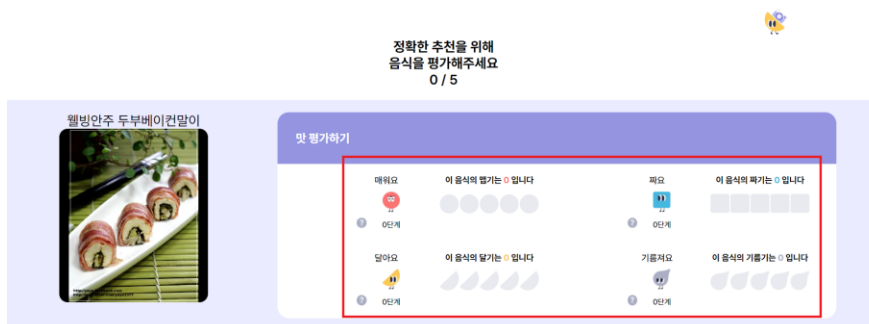 정확한 추천을 위해
음식을 평가해주세요
0 / 5
웰빙안주 두부베이컨말이
맛 평가하기
매워요
이 음식의 맵기는 0 입니다
?
0단계
짜요
이 음식의 짜기는 0 입니다
?
0단계
달아요
이 음식의 달기는 0 입니다
?
0단계
기름져요
이 음식의 기름기는 0 입니다
?
0단계